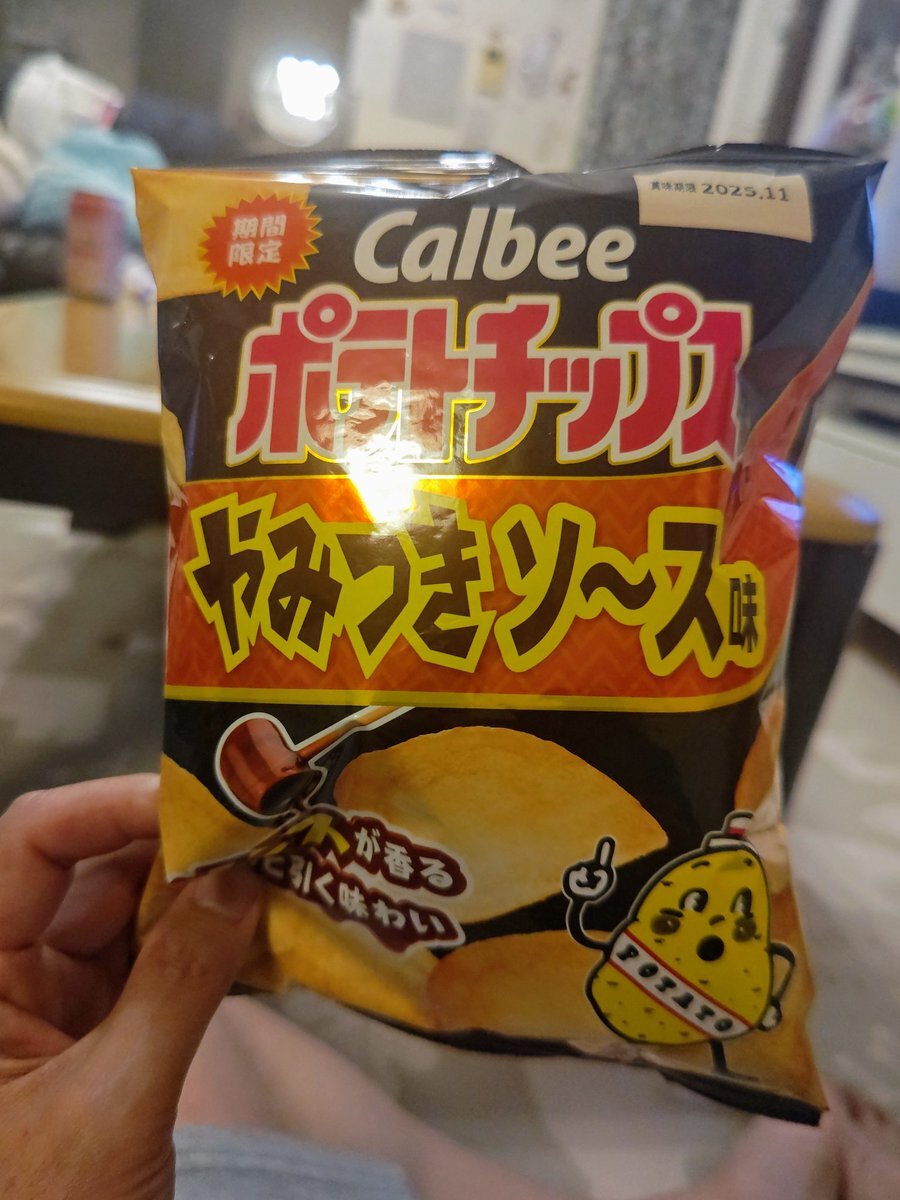 期間
限定
Calbee
賞味期限 2025.11
ポテトチップス
やみつきソ〜ス味
が香る
引く味わい
POTATO